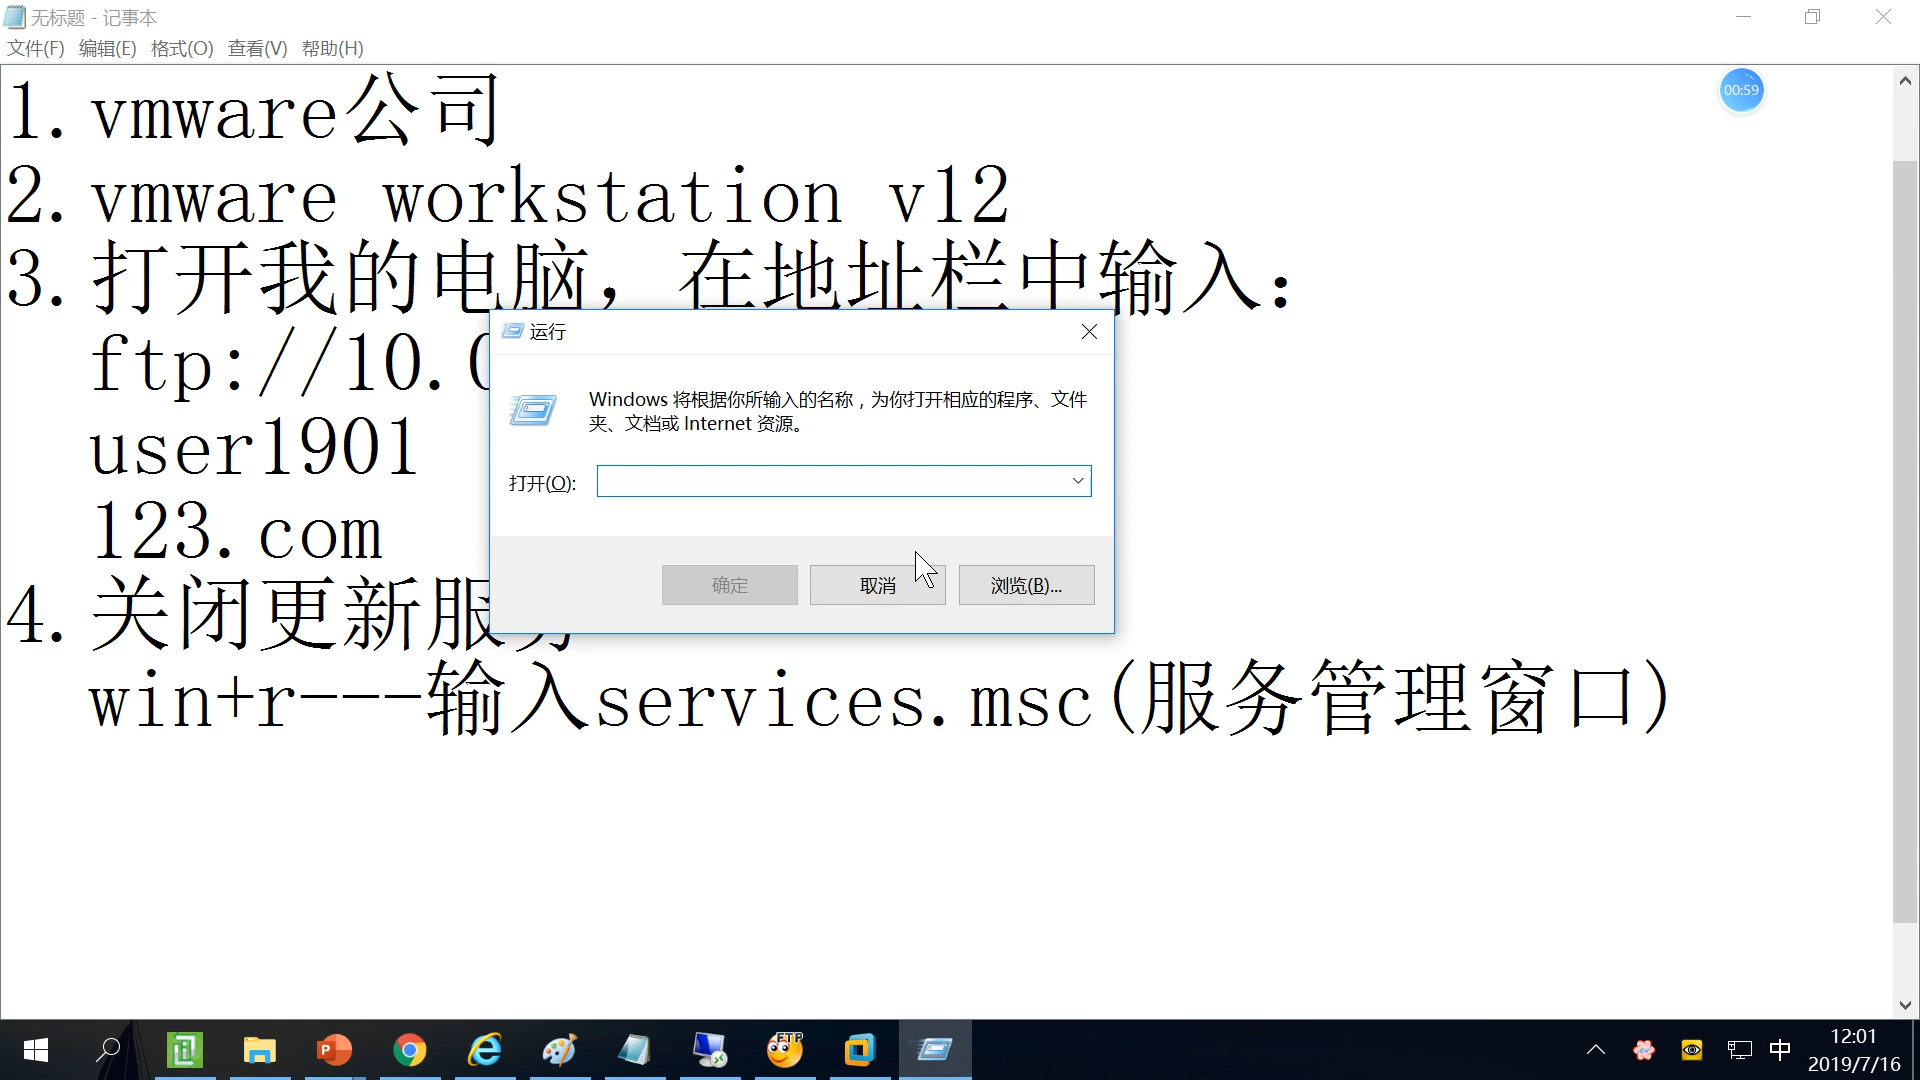 无标题 - 记事本
文件(F) 编辑(E) 格式(O) 查看(V) 帮助(H)
00:59
1. vmware公司
2. vmware workstation v12
3. 打开我的电脑，在地址栏中输入：
ftp://10.
user1901
123.com
4. 关闭更新服务
win+r---输入services.msc(服务管理窗口)
运行
Windows 将根据你所输入的名称，为你打开相应的程序、文件
夹、文档或 Internet 资源。
打开(O):
确定 取消 浏览(B)...
FTP
中
12:01
2019/7/16